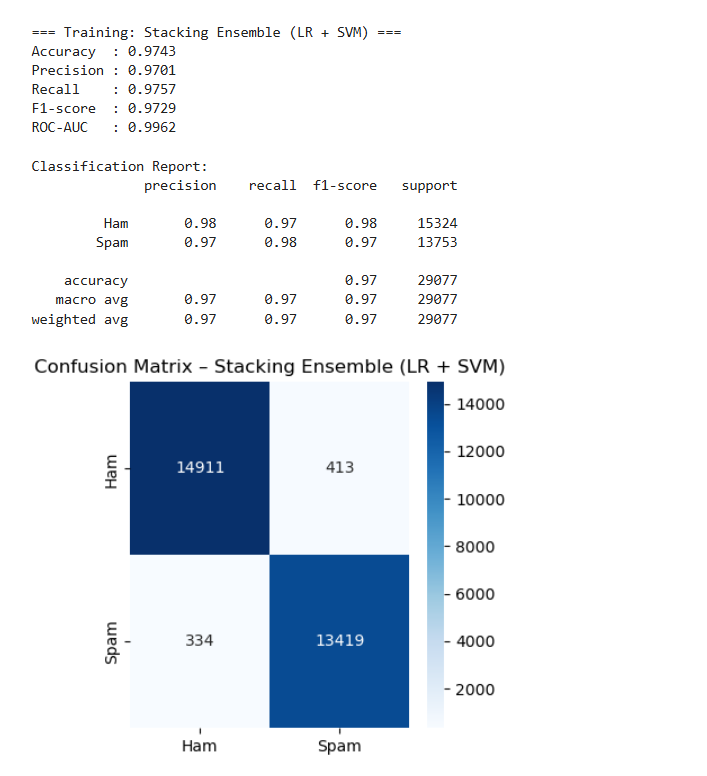 === Training: Stacking Ensemble (LR + SVM) ===
Accuracy  : 0.9743
Precision : 0.9701
Recall    : 0.9757
F1-score  : 0.9729
ROC-AUC   : 0.9962
Classification Report:
precision    recall  f1-score   support
Ham       0.98      0.97      0.98     15324
Spam       0.97      0.98      0.97     13753
accuracy                           0.97     29077
macro avg       0.97      0.97      0.97     29077
weighted avg       0.97      0.97      0.97     29077
Confusion Matrix – Stacking Ensemble (LR + SVM)
Ham 14911 413
Spam 334 13419
Ham Spam
14000
12000
10000
8000
6000
4000
2000